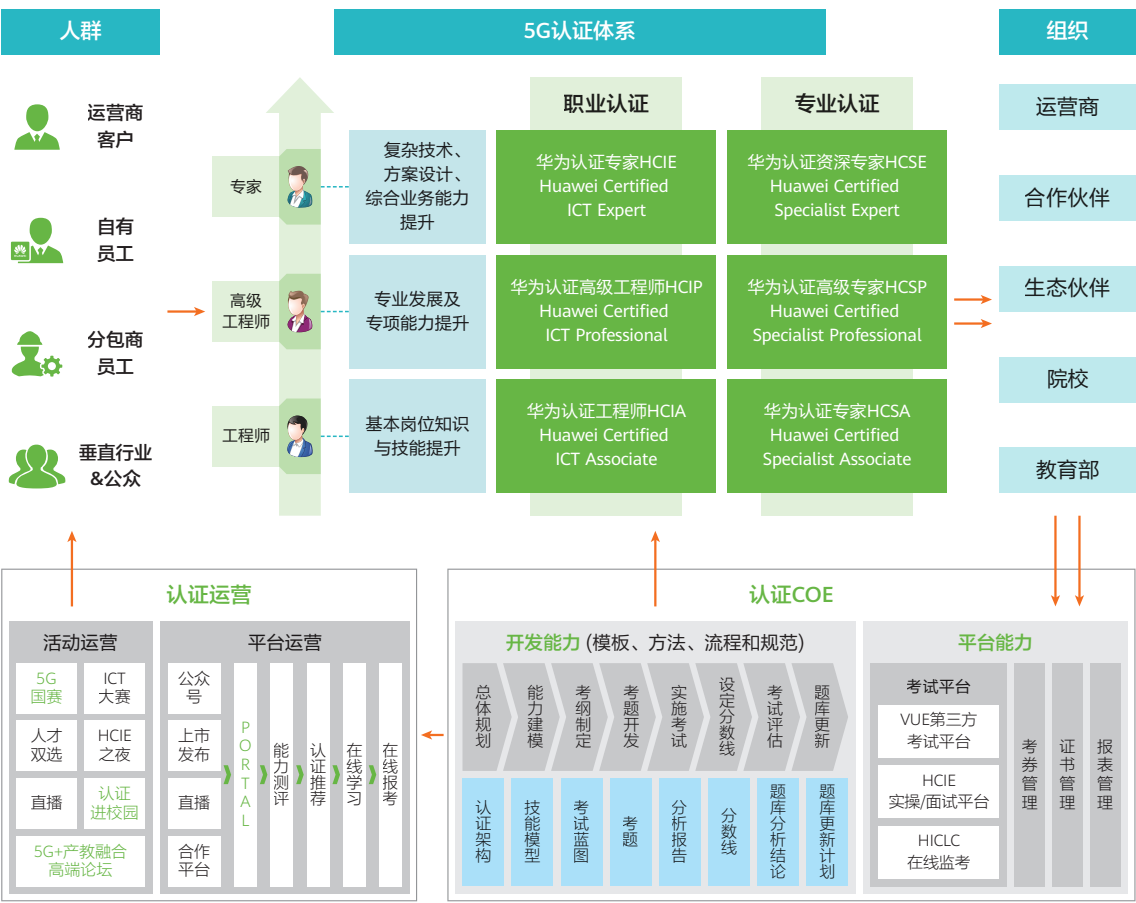 人群
5G认证体系
组织
运营商
客户
自有
员工
分包商
员工
垂直行业
&公众
专家
高级
工程师
工程师
职业认证
专业认证
复杂技术、
方案设计、
综合业务能力
提升
华为认证专家HCIE
Huawei Certified
ICT Expert
华为认证资深专家HCSE
Huawei Certified
Specialist Expert
专业发展及
专项能力提升
华为认证高级工程师HCIP
Huawei Certified
ICT Professional
华为认证高级专家HCSP
Huawei Certified
Specialist Professional
基本岗位知识
与技能提升
华为认证工程师HCIA
Huawei Certified
ICT Associate
华为认证专家HCSA
Huawei Certified
Specialist Associate
运营商
合作伙伴
生态伙伴
院校
教育部
认证运营
活动运营
5G
国赛
ICT
大赛
人才
双选
HCIE
之夜
直播
认证
进校园
5G+产教融合
高端论坛
平台运营
公众
号
上市
发布
直播
合作
平台
PORTAL
能力测评
认证推荐
在线学习
在线报考
认证COE
开发能力 (模板、方法、流程和规范)
总体规划
能力建模
考纲制定
考题开发
实施考试
设定分数线
考试评估
题库更新
认证架构
技能模型
考试蓝图
考题
分析报告
分数线
题库分析结论
题库更新计划
平台能力
考试平台
VUE第三方
考试平台
HCIE
实操/面试平台
HICLC
在线监考
考券管理
证书管理
报表管理